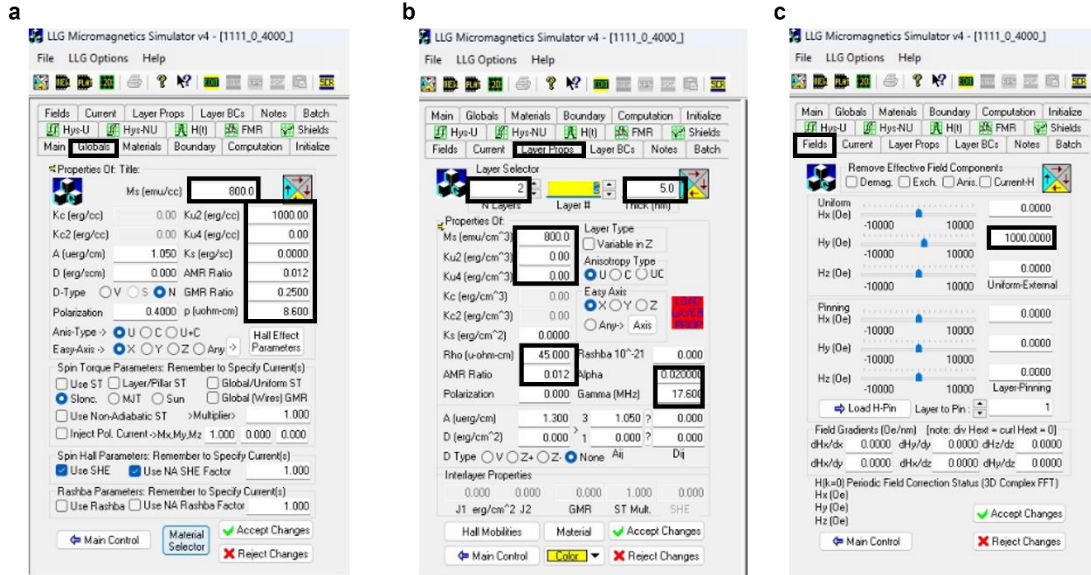 a
LLG Micromagnetics Simulator v4 - [1111_0_4000_]
File LLG Options Help
Fields Current Layer Props Layer BCs Notes Batch
Hys-U Hys-NU H(t) FMR Shields
Main Globals Materials Boundary Computation Initialize
Properties Of: Title:
Ms (emu/cc) 800.0
Kc (erg/cc) 0.00 Ku2 (erg/cc) 1000.00
Kc2 (erg/cc) 0.00 Ku4 (erg/cc) 0.00
A (uerg/cm) 1.050 Ks (erg/sc) 0.0000
D (erg/scm) 0.000 AMR Ratio 0.012
D-Type V S N GMR Ratio 0.2500
Polarization 0.4000 p (uohm-cm) 8.600
Anis-Type -> U C U+C Hall Effect
Easy-Axis -> X Y Z Any -> Parameters
Spin Torque Parameters: Remember to Specify Current(s)
Use ST Layer/Pillar ST Global/Uniform ST
Slonc. MJT Sun Global (Wires) GMR
Use Non-Adiabatic ST >Multiplier> 1.000
Inject Pol. Current ->Mx,My,Mz 1.000 0.000 0.000
Spin Hall Parameters: Remember to Specify Current(s)
Use SHE Use NA SHE Factor 1.000
Rashba Parameters: Remember to Specify Current(s)
Use Rashba Use NA Rashba Factor 1.000
Main Control Material Selector Accept Changes
Reject Changes
b
LLG Micromagnetics Simulator v4 - [1111_0_4000_]
File LLG Options Help
Main Globals Materials Boundary Computation Initialize
Hys-U Hys-NU H(t) FMR Shields
Fields Current Layer Props Layer BCs Notes Batch
Layer Selector
2 5.0
N Layers Layer # Thick (nm)
Properties Of:
Layer Type
Ms (emu/cm^3) 800.0 Variable in Z
Ku2 (erg/cm^3) 0.00 Anisotropy Type
Ku4 (erg/cm^3) 0.00 U C UC
Kc (erg/cm^3) 0.00 Easy Axis
Kc2 (erg/cm^3) 0.00 X Y Z
Ks (erg/cm^2) 0.0000 Any-> Axis
LOAD
LAYER
Rho (u-ohm-cm) 45.000 Rashba 10^-21 0.000
AMR Ratio 0.012 Alpha 0.020000
Polarization 0.000 Gamma (MHz) 17.600
A (uerg/cm) 1.300 3 1.050 ? 0.000
D (erg/cm^2) 0.000 > 1 0.000 ? 0.000
D Type V Z+ Z- None Aij Dij
Interlayer Properties
0.000 0.000 0.000 1.000 0.000
J1 erg/cm^2 J2 GMR ST Mult. SHE
Hall Mobilities Material Accept Changes
Main Control Color Reject Changes
c
LLG Micromagnetics Simulator v4 - [1111_0_4000_]
File LLG Options Help
Main Globals Materials Boundary Computation Initialize
Hys-U Hys-NU H(t) FMR Shields
Fields Current Layer Props Layer BCs Notes Batch
Remove Effective Field Components
Demag. Exch. Anis. Current-H
Uniform
Hx (Oe) 0.0000
-10000 10000
Hy (Oe) 1000.0000
-10000 10000
Hz (Oe) 0.0000
-10000 10000 Uniform-External
Pinning
Hx (Oe) 0.0000
-10000 10000
Hy (Oe) 0.0000
-10000 10000
Hz (Oe) 0.0000
-10000 10000 Layer-Pinning
Load H-Pin Layer to Pin : 1
Field Gradients (Oe/nm) [note: div Hext = curl Hext = 0]
dHx/dx 0.0000 dHy/dy 0.0000 dHz/dz 0.0000
dHx/dy 0.0000 dHx/dz 0.0000 dHy/dz 0.0000
H(k=0) Periodic Field Correction Status (3D Complex FFT)
Hx (Oe)
Hy (Oe)
Hz (Oe)
Accept Changes
Main Control Reject Changes